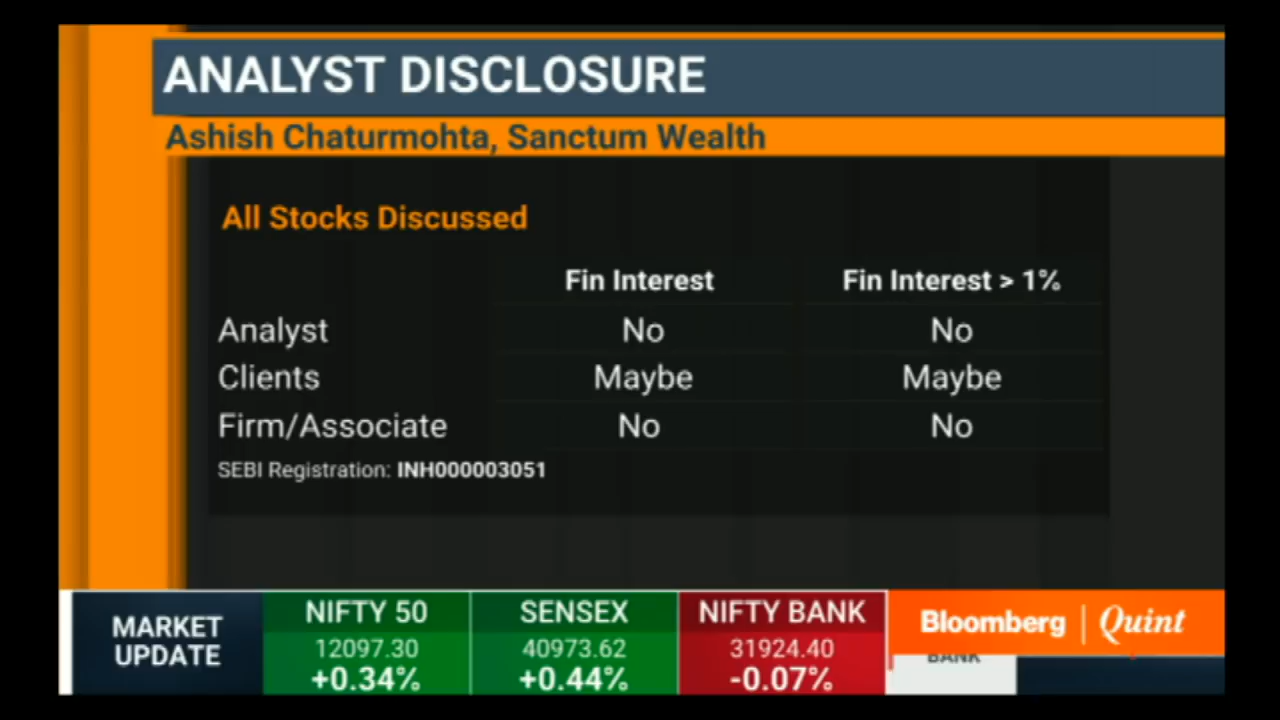 ANALYST DISCLOSURE
Ashish Chaturmohta, Sanctum Wealth
All Stocks Discussed
Fin Interest Fin Interest > 1%
Analyst No No
Clients Maybe Maybe
Firm/Associate No No
SEBI Registration: INH000003051
MARKET UPDATE
NIFTY 50
12097.30
+0.34%
SENSEX
40973.62
+0.44%
NIFTY BANK
31924.40
-0.07%
Bloomberg | Quint
BANK